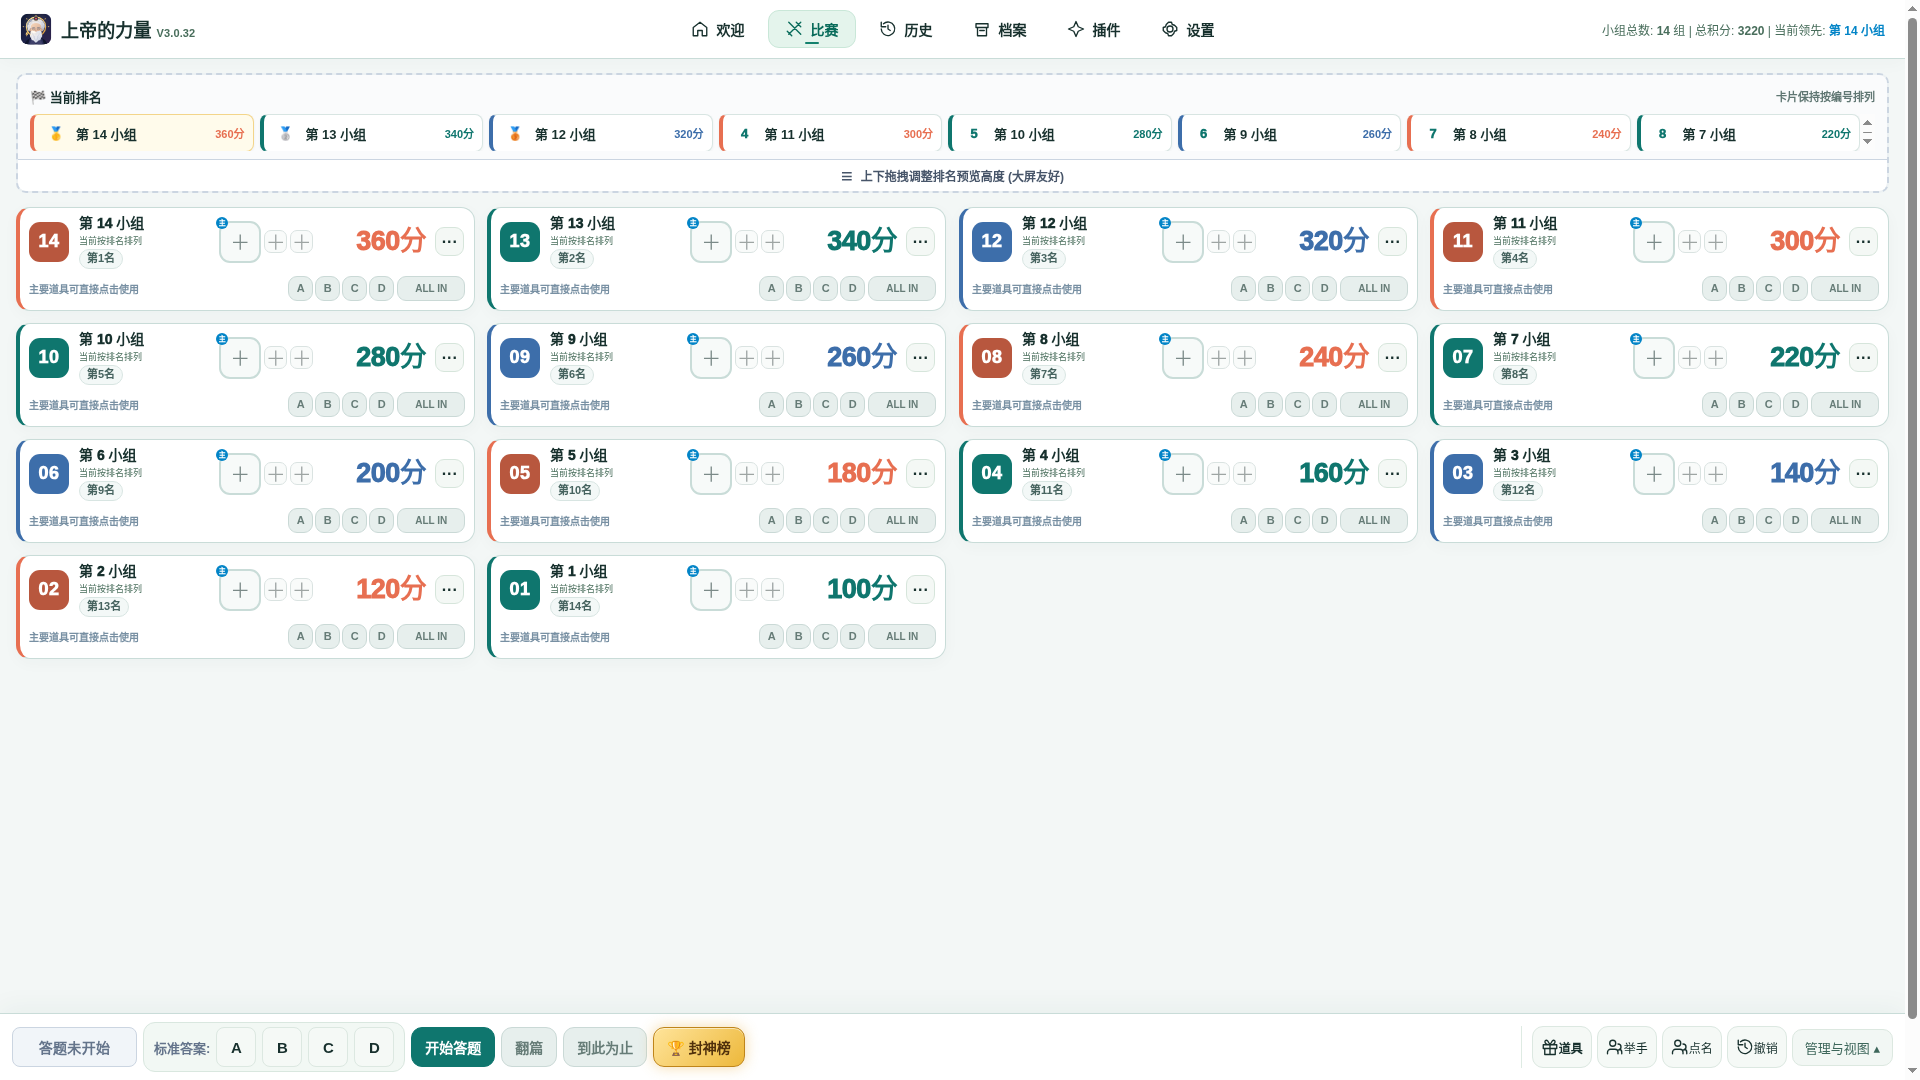 上帝的力量 V3.0.32
欢迎 比赛 历史 档案 插件 设置
小组总数: 14 组 | 总积分: 3220 | 当前领先: 第 14 小组
当前排名
卡片保持按编号排列
第 14 小组 360分 第 13 小组 340分 第 12 小组 320分 4 第 11 小组 300分 5 第 10 小组 280分 6 第 9 小组 260分 7 第 8 小组 240分 8 第 7 小组 220分
上下拖拽调整排名预览高度 (大屏友好)
14 第 14 小组 当前按排名排列 第1名 主 360分 ...
主要道具可直接点击使用 A B C D ALL IN
13 第 13 小组 当前按排名排列 第2名 主 340分 ...
主要道具可直接点击使用 A B C D ALL IN
12 第 12 小组 当前按排名排列 第3名 主 320分 ...
主要道具可直接点击使用 A B C D ALL IN
11 第 11 小组 当前按排名排列 第4名 主 300分 ...
主要道具可直接点击使用 A B C D ALL IN
10 第 10 小组 当前按排名排列 第5名 主 280分 ...
主要道具可直接点击使用 A B C D ALL IN
09 第 9 小组 当前按排名排列 第6名 主 260分 ...
主要道具可直接点击使用 A B C D ALL IN
08 第 8 小组 当前按排名排列 第7名 主 240分 ...
主要道具可直接点击使用 A B C D ALL IN
07 第 7 小组 当前按排名排列 第8名 主 220分 ...
主要道具可直接点击使用 A B C D ALL IN
06 第 6 小组 当前按排名排列 第9名 主 200分 ...
主要道具可直接点击使用 A B C D ALL IN
05 第 5 小组 当前按排名排列 第10名 主 180分 ...
主要道具可直接点击使用 A B C D ALL IN
04 第 4 小组 当前按排名排列 第11名 主 160分 ...
主要道具可直接点击使用 A B C D ALL IN
03 第 3 小组 当前按排名排列 第12名 主 140分 ...
主要道具可直接点击使用 A B C D ALL IN
02 第 2 小组 当前按排名排列 第13名 主 120分 ...
主要道具可直接点击使用 A B C D ALL IN
01 第 1 小组 当前按排名排列 第14名 主 100分 ...
主要道具可直接点击使用 A B C D ALL IN
答题未开始 标准答案: A B C D 开始答题 翻篇 到此为止 封神榜 道具 举手 点名 撤销 管理与视图 ▴